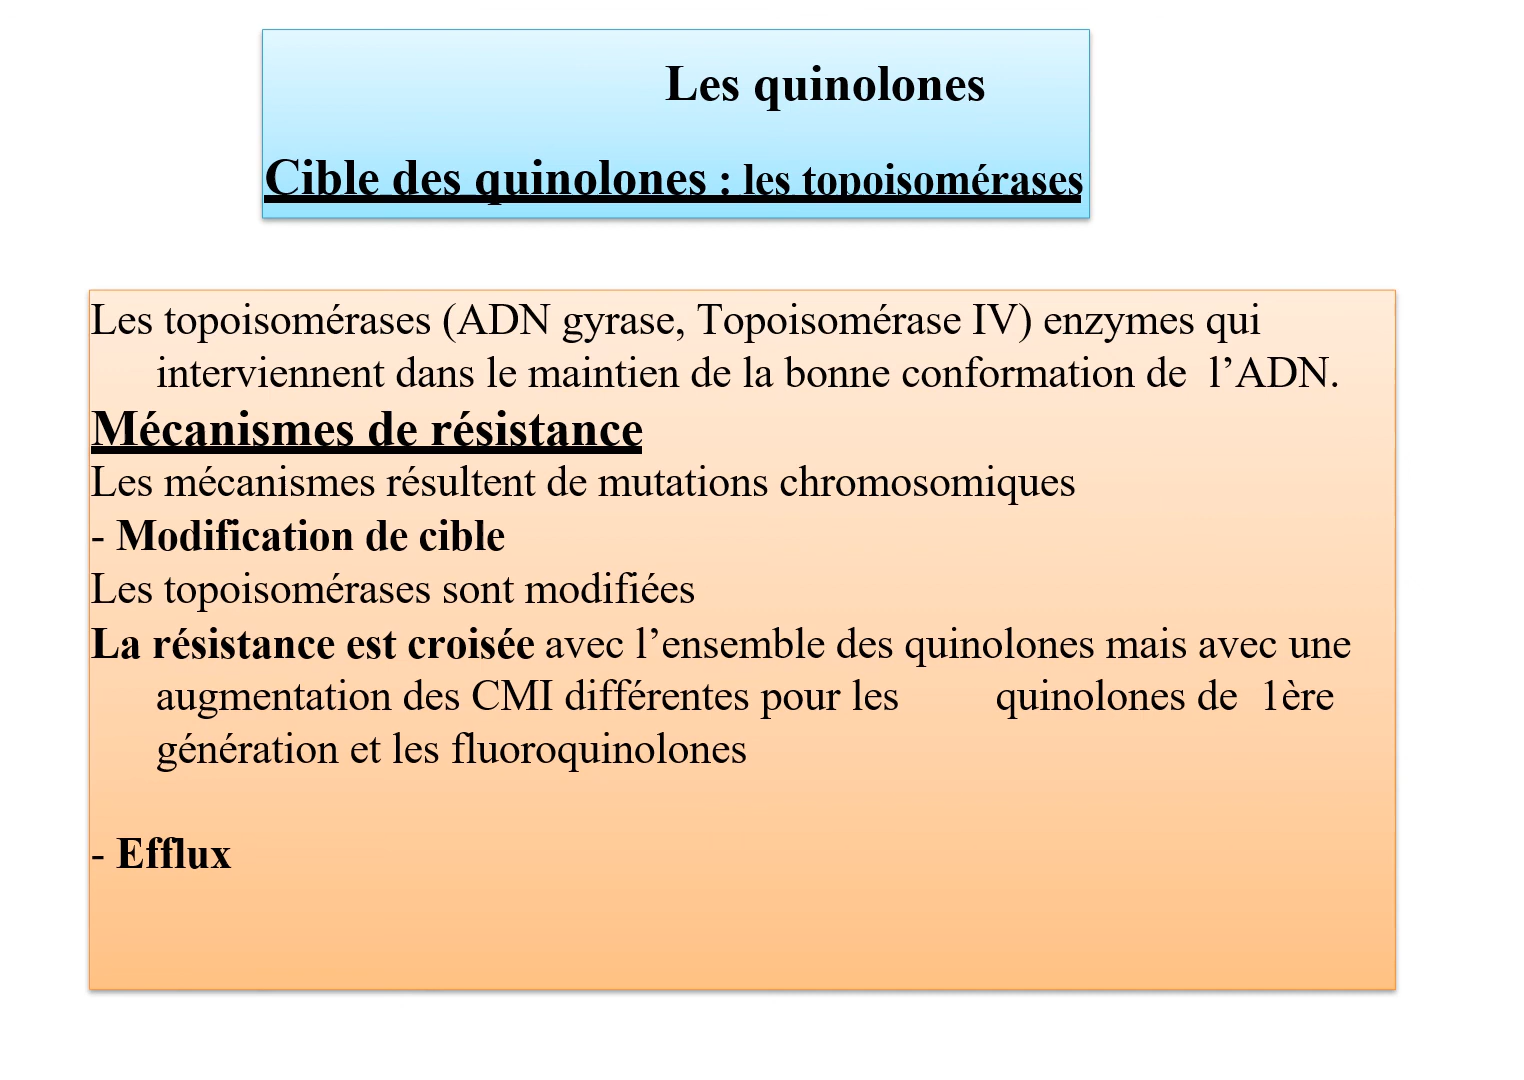 Les quinolones
Cible des quinolones : les topoisomérases
Les topoisomérases (ADN gyrase, Topoisomérase IV) enzymes qui
interviennent dans le maintien de la bonne conformation de l’ADN.
Mécanismes de résistance
Les mécanismes résultent de mutations chromosomiques
- Modification de cible
Les topoisomérases sont modifiées
La résistance est croisée avec l’ensemble des quinolones mais avec une
augmentation des CMI différentes pour les quinolones de 1ère
génération et les fluoroquinolones
- Efflux